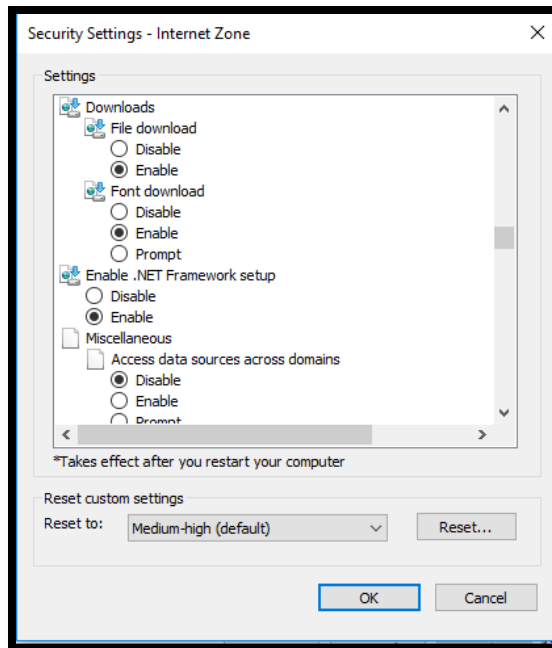 Security Settings - Internet Zone
Settings
Downloads
File download
Disable
Enable
Font download
Disable
Enable
Prompt
Enable .NET Framework setup
Disable
Enable
Miscellaneous
Access data sources across domains
Disable
Enable
Prompt
*Takes effect after you restart your computer
Reset custom settings
Reset to:
Medium-high (default)
Reset...
OK
Cancel